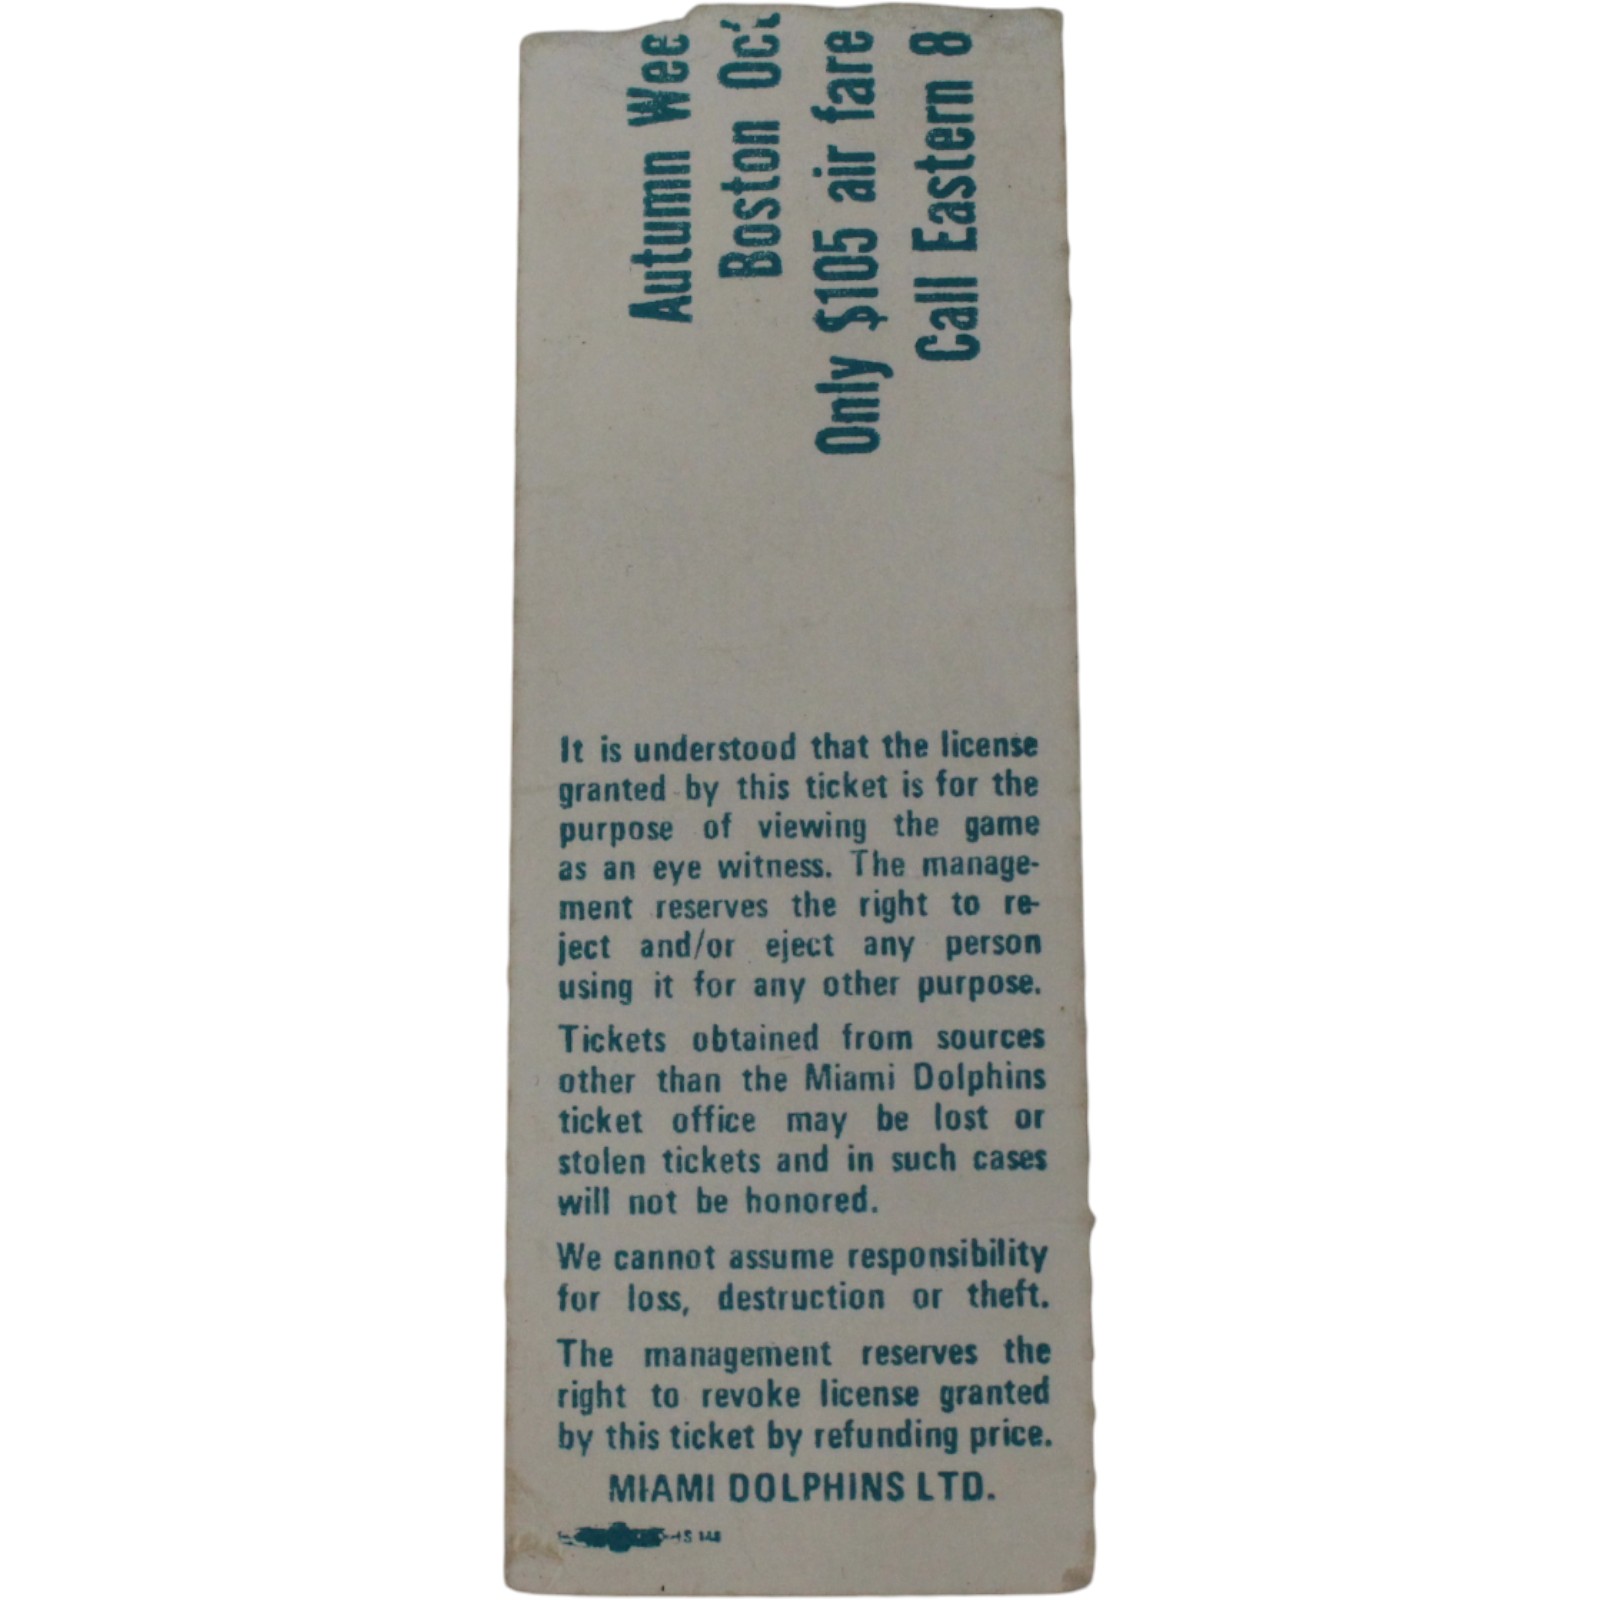 Autumn Wee
Boston Oct
Only $105 air fare
Call Eastern 8
It is understood that the license
granted by this ticket is for the
purpose of viewing the game
as an eye witness. The manage-
ment reserves the right to re-
ject and/or eject any person
using it for any other purpose.
Tickets obtained from sources
other than the Miami Dolphins
ticket office may be lost or
stolen tickets and in such cases
will not be honored.
We cannot assume responsibility
for loss, destruction or theft.
The management reserves the
right to revoke license granted
by this ticket by refunding price.
MIAMI DOLPHINS LTD.